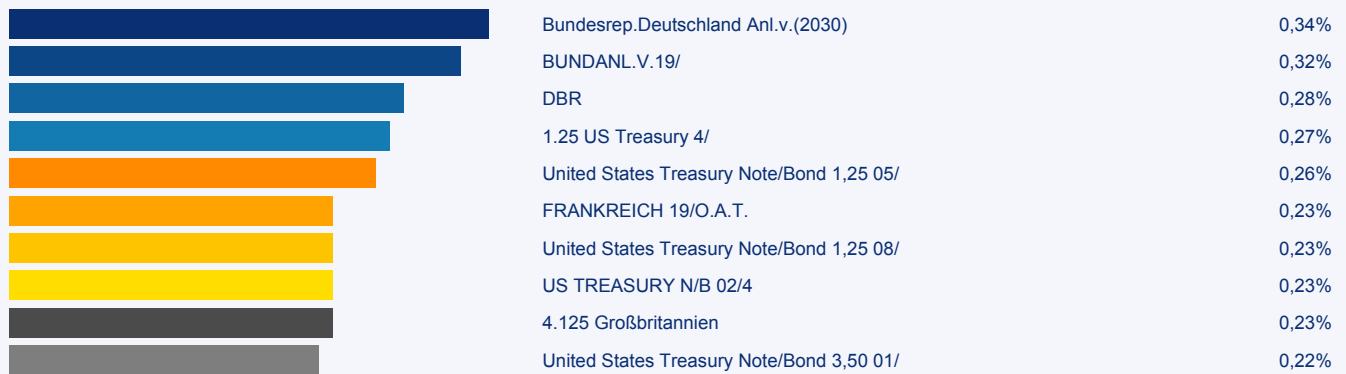 Bundesrep.Deutschland Anl.v.(2030) 0,34%
BUNDANL.V.19/ 0,32%
DBR 0,28%
1.25 US Treasury 4/ 0,27%
United States Treasury Note/Bond 1,25 05/ 0,26%
FRANKREICH 19/O.A.T. 0,23%
United States Treasury Note/Bond 1,25 08/ 0,23%
US TREASURY N/B 02/4 0,23%
4.125 Großbritannien 0,23%
United States Treasury Note/Bond 3,50 01/ 0,22%